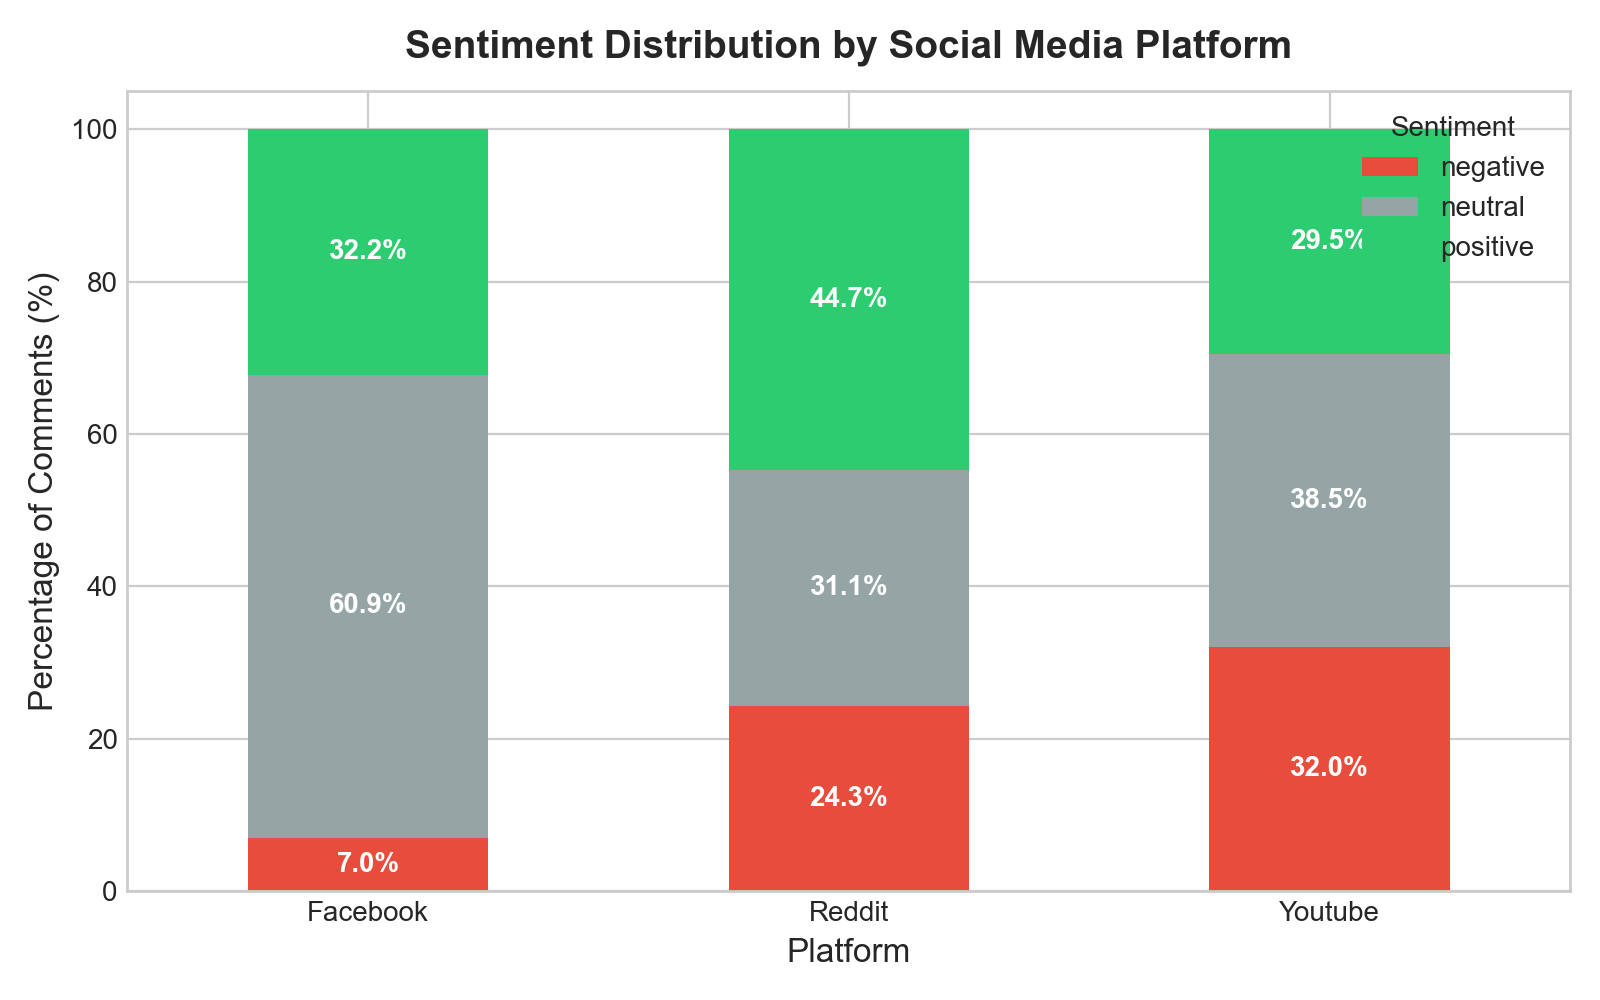 Sentiment Distribution by Social Media Platform
Percentage of Comments (%)
100
80
60
40
20
0
32.2%
60.9%
7.0%
44.7%
31.1%
24.3%
29.5%
38.5%
32.0%
Sentiment
negative
neutral
positive
Facebook
Reddit
Youtube
Platform